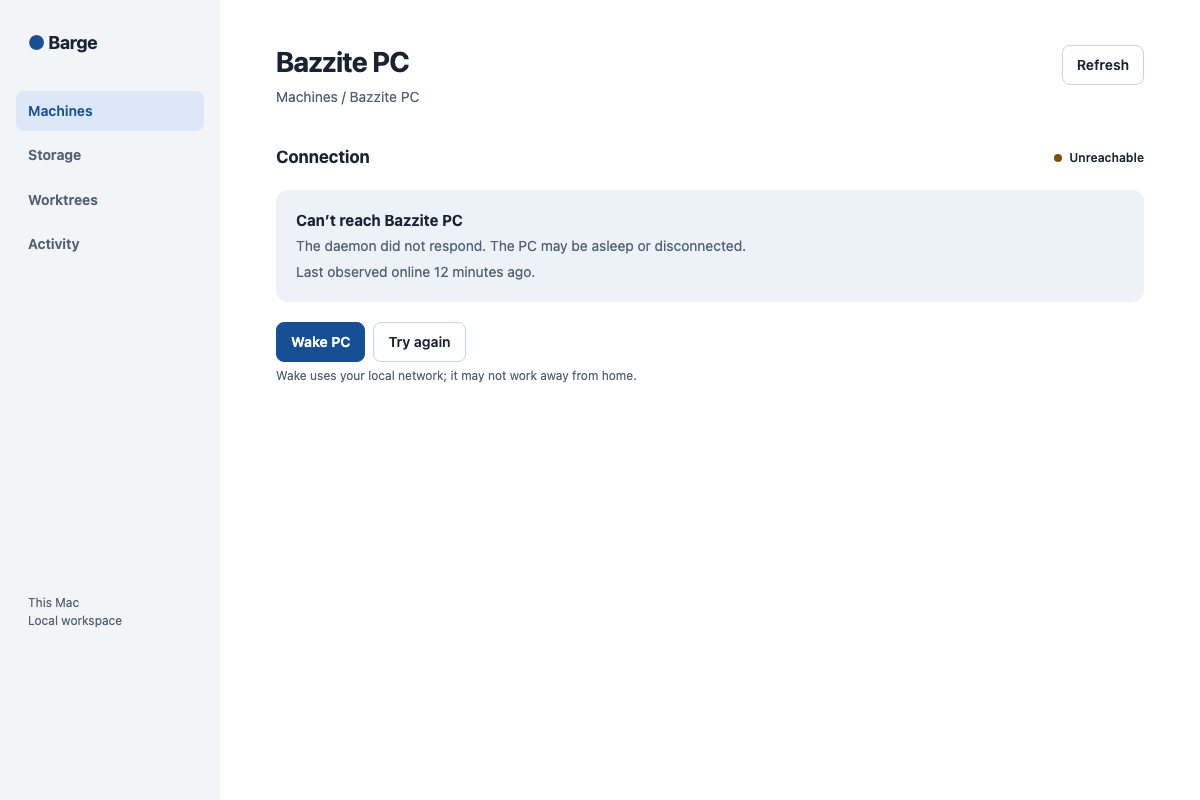 Barge
Machines
Storage
Worktrees
Activity
This Mac
Local workspace
Bazzite PC
Refresh
Machines / Bazzite PC
Connection
Unreachable
Can’t reach Bazzite PC
The daemon did not respond. The PC may be asleep or disconnected.
Last observed online 12 minutes ago.
Wake PC
Try again
Wake uses your local network; it may not work away from home.